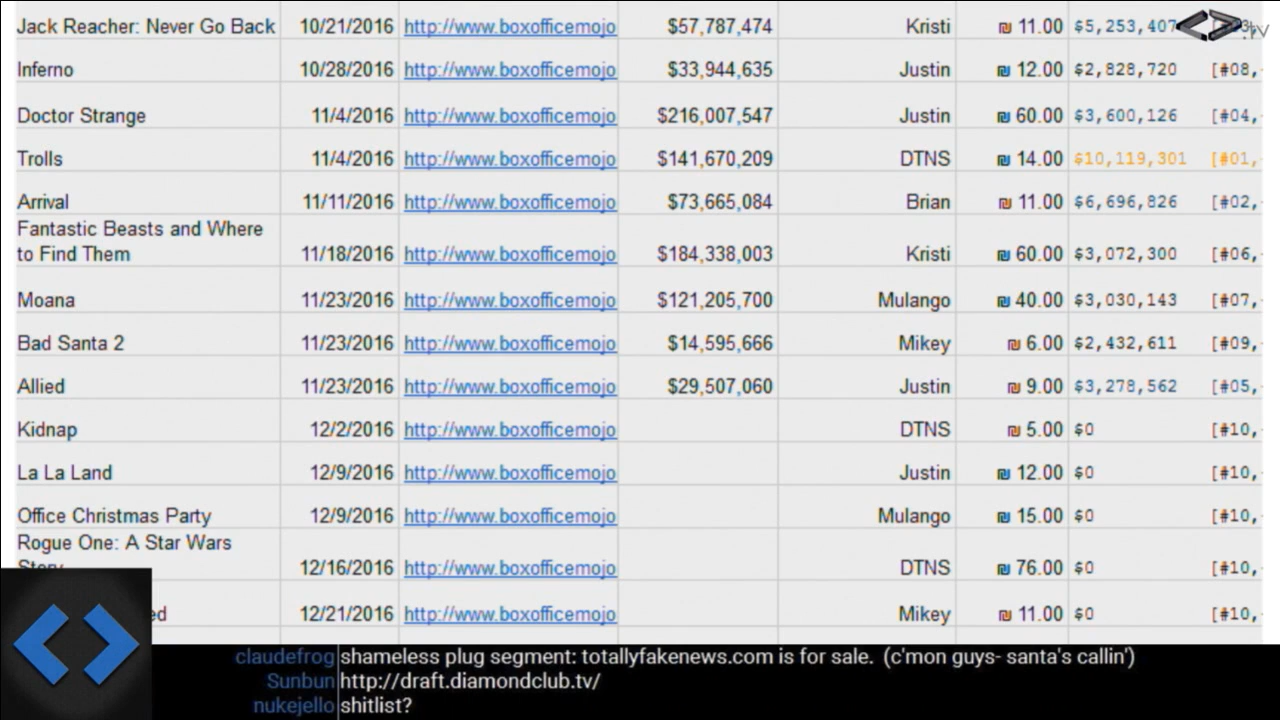 Jack Reacher: Never Go Back 10/21/2016 http://www.boxofficemojo $57,787,474 Kristi ₪ 11.00 $5,253,407
Inferno 10/28/2016 http://www.boxofficemojo $33,944,635 Justin ₪ 12.00 $2,828,720 [#08,
Doctor Strange 11/4/2016 http://www.boxofficemojo $216,007,547 Justin ₪ 60.00 $3,600,126 [#04,
Trolls 11/4/2016 http://www.boxofficemojo $141,670,209 DTNS ₪ 14.00 $10,119,301 [#01,
Arrival 11/11/2016 http://www.boxofficemojo $73,665,084 Brian ₪ 11.00 $6,696,826 [#02,
Fantastic Beasts and Where
to Find Them 11/18/2016 http://www.boxofficemojo $184,338,003 Kristi ₪ 60.00 $3,072,300 [#06,
Moana 11/23/2016 http://www.boxofficemojo $121,205,700 Mulango ₪ 40.00 $3,030,143 [#07,
Bad Santa 2 11/23/2016 http://www.boxofficemojo $14,595,666 Mikey ₪ 6.00 $2,432,611 [#09,
Allied 11/23/2016 http://www.boxofficemojo $29,507,060 Justin ₪ 9.00 $3,278,562 [#05,
Kidnap 12/2/2016 http://www.boxofficemojo DTNS ₪ 5.00 $0 [#10,
La La Land 12/9/2016 http://www.boxofficemojo Justin ₪ 12.00 $0 [#10,
Office Christmas Party 12/9/2016 http://www.boxofficemojo Mulango ₪ 15.00 $0 [#10,
Rogue One: A Star Wars
Story 12/16/2016 http://www.boxofficemojo DTNS ₪ 76.00 $0 [#10,
ed 12/21/2016 http://www.boxofficemojo Mikey ₪ 11.00 $0 [#10,
claudefrog shameless plug segment: totallyfakenews.com is for sale. (c'mon guys- santa's callin')
Sunbun http://draft.diamondclub.tv/
nukejello shitlist?